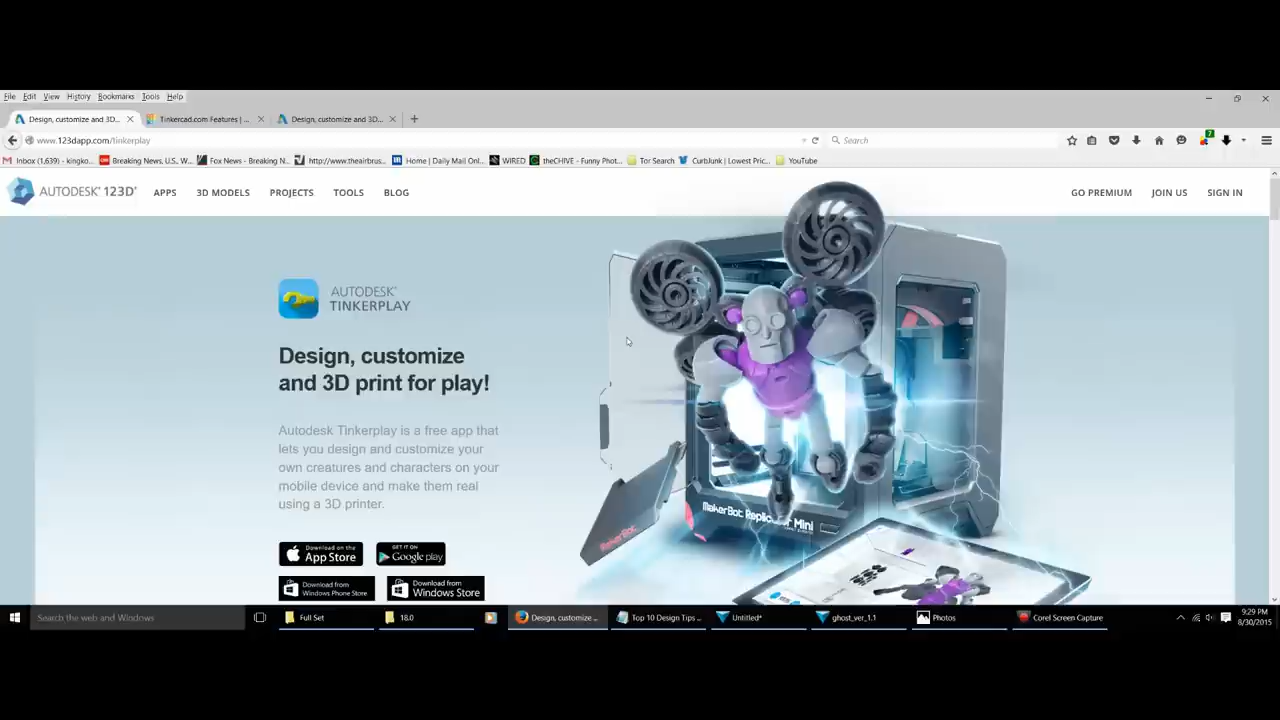 File Edit View History Bookmarks Tools Help
Design, customize and 3D... Tinkercad.com Features | ... Design, customize and 3D...
www.123dapp.com/tinkerplay Search
7
Inbox (1,639) - kingko... Breaking News, U.S., W... Fox News - Breaking N... http://www.theairbrus... Home | Daily Mail Onl... WIRED theCHIVE - Funny Phot... Tor Search CurbJunk | Lowest Pric... YouTube
AUTODESK® 123D® APPS 3D MODELS PROJECTS TOOLS BLOG GO PREMIUM JOIN US SIGN IN
AUTODESK®
TINKERPLAY
Design, customize
and 3D print for play!
Autodesk Tinkerplay is a free app that
lets you design and customize your
own creatures and characters on your
mobile device and make them real
using a 3D printer.
Download on the
App Store
GET IT ON
Google play
Download from
Windows Phone Store
Download from
Windows Store
MakerBot Replicator Mini
MakerBot
Search the web and Windows Full Set 18.0 Design, customize ... Top 10 Design Tips ... Untitled* ghost_ver_1.1 Photos Corel Screen Capture
9:29 PM
8/30/2015